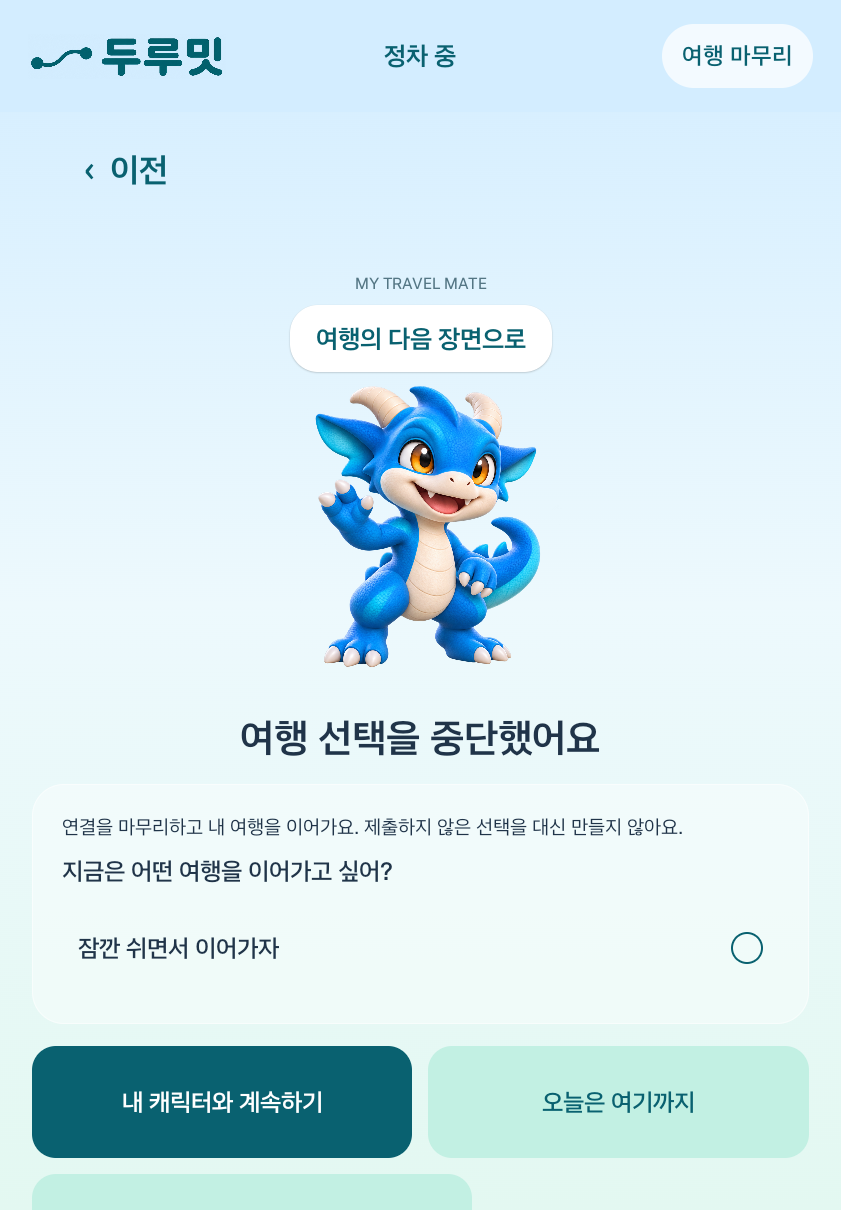 두루밋
정차 중
여행 마무리
‹ 이전
MY TRAVEL MATE
여행의 다음 장면으로
여행 선택을 중단했어요
연결을 마무리하고 내 여행을 이어가요. 제출하지 않은 선택을 대신 만들지 않아요.
지금은 어떤 여행을 이어가고 싶어?
잠깐 쉬면서 이어가자
내 캐릭터와 계속하기
오늘은 여기까지